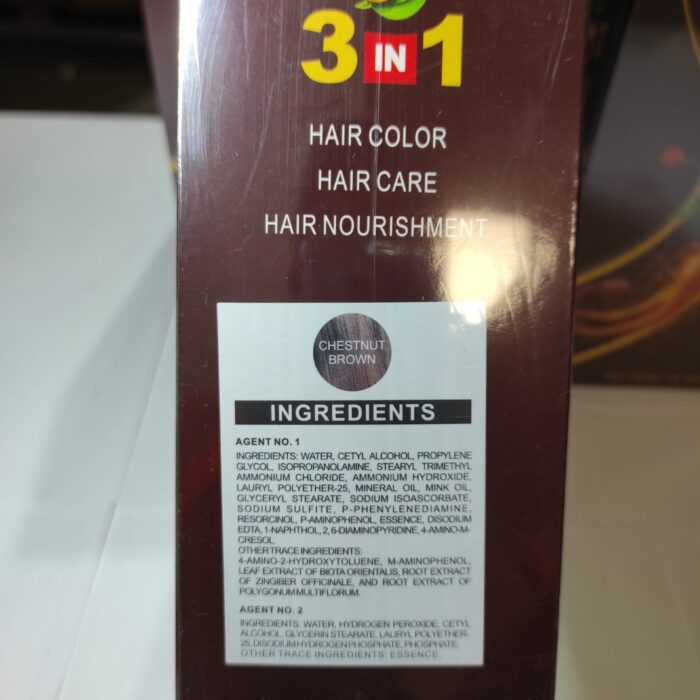 3 IN 1
HAIR COLOR
HAIR CARE
HAIR NOURISHMENT
CHESTNUT
BROWN
INGREDIENTS
AGENT NO. 1
INGREDIENTS: WATER, CETYL ALCOHOL, PROPYLENE
GLYCOL, ISOPROPANOLAMINE, STEARYL TRIMETHYL
AMMONIUM CHLORIDE, AMMONIUM HYDROXIDE,
LAURYL POLYETHER-25, MINERAL OIL, MINK OIL,
GLYCERYL STEARATE, SODIUM ISOASCORBATE,
SODIUM SULFITE, P-PHENYLENEDIAMINE,
RESORCINOL, P-AMINOPHENOL, ESSENCE, DISODIUM
EDTA, 1-NAPHTHOL, 2, 6-DIAMINOPYRIDINE, 4-AMINO-M-
CRESOL.
OTHER TRACE INGREDIENTS:
4-AMINO-2-HYDROXYTOLUENE, M-AMINOPHENOL,
LEAF EXTRACT OF BIOTA ORIENTALIS, ROOT EXTRACT
OF ZINGIBER OFFICINALE, AND ROOT EXTRACT OF
POLYGONUM MULTIFLORUM.
AGENT NO. 2
INGREDIENTS: WATER, HYDROGEN PEROXIDE, CETYL
ALCOHOL, GLYCERIN STEARATE, LAURYL POLYETHER-
25, DISODIUM HYDROGEN PHOSPHATE, PHOSPHATE.
OTHER TRACE INGREDIENTS: ESSENCE.